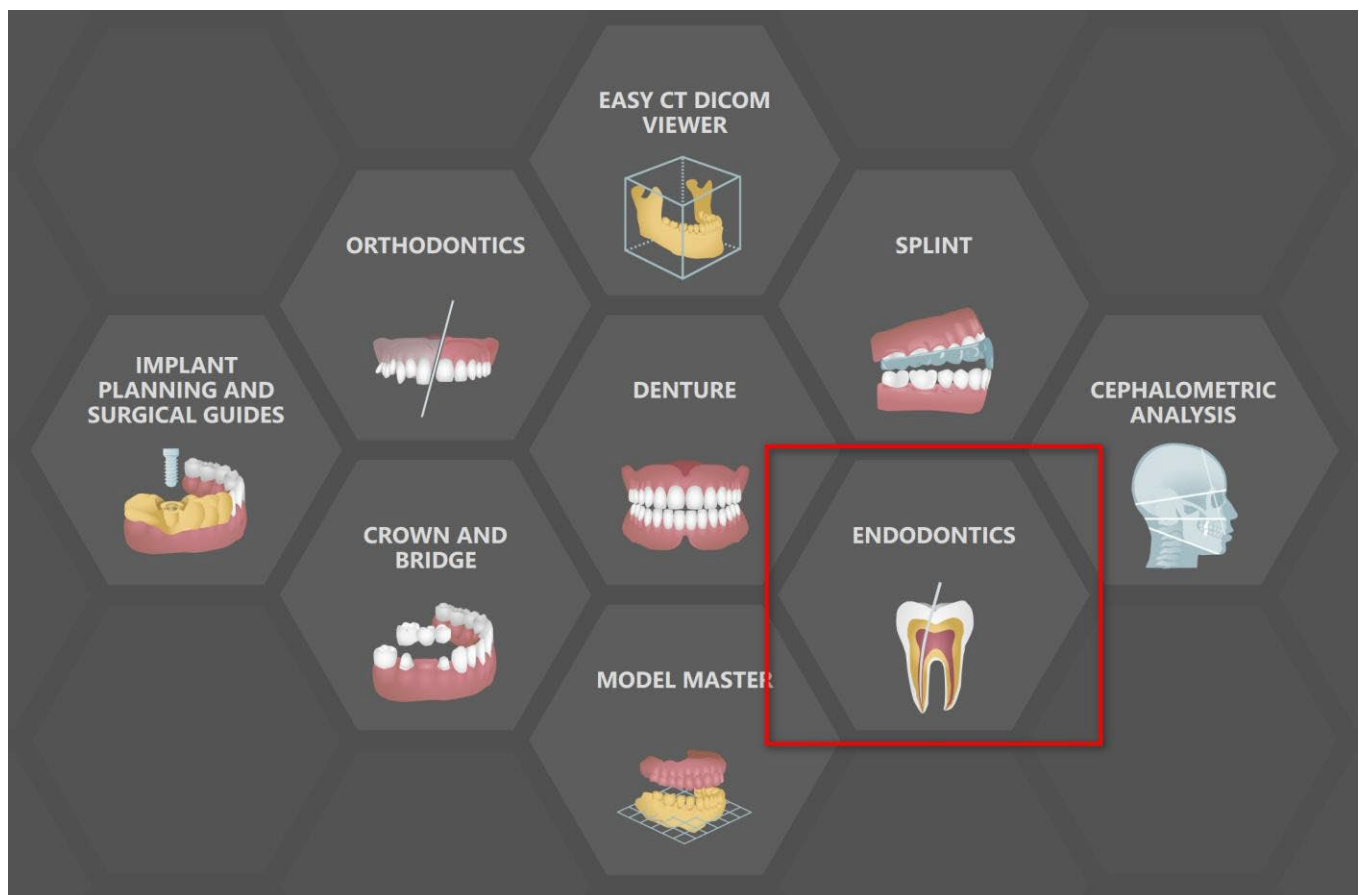 EASY CT DICOM
VIEWER
ORTHODONTICS
SPLINT
IMPLANT
PLANNING AND
SURGICAL GUIDES
DENTURE
CEPHALOMETRIC
ANALYSIS
CROWN AND
BRIDGE
ENDODONTICS
MODEL MASTER